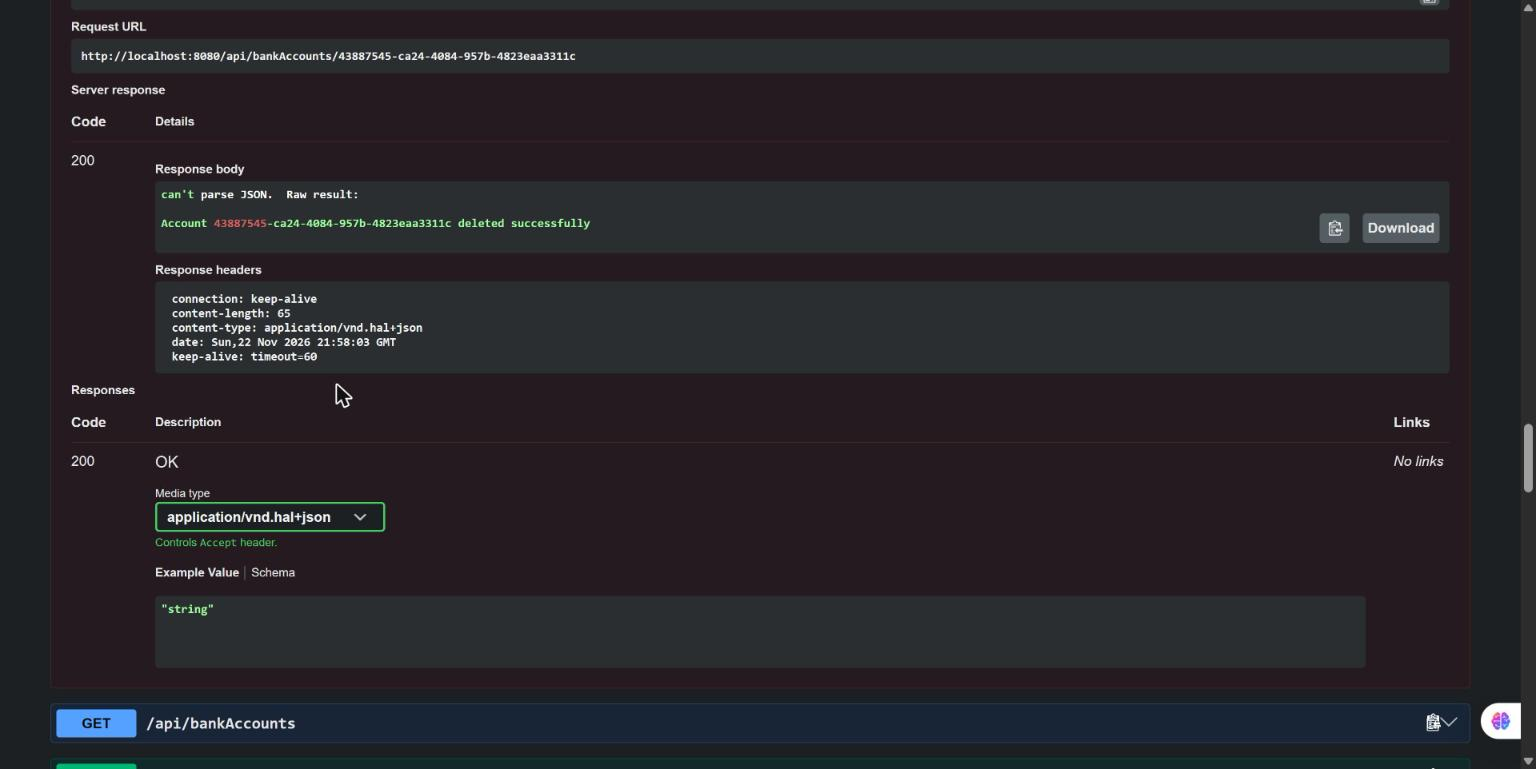 Request URL
http://localhost:8080/api/bankAccounts/43887545-ca24-4084-957b-4823eaa3311c
Server response
Code Details
200
Response body
can't parse JSON.  Raw result:
Account 43887545-ca24-4084-957b-4823eaa3311c deleted successfully
Download
Response headers
connection: keep-alive
content-length: 65
content-type: application/vnd.hal+json
date: Sun,22 Nov 2026 21:58:03 GMT
keep-alive: timeout=60
Responses
Code Description Links
200 OK No links
Media type
application/vnd.hal+json
Controls Accept header.
Example Value | Schema
"string"
GET /api/bankAccounts